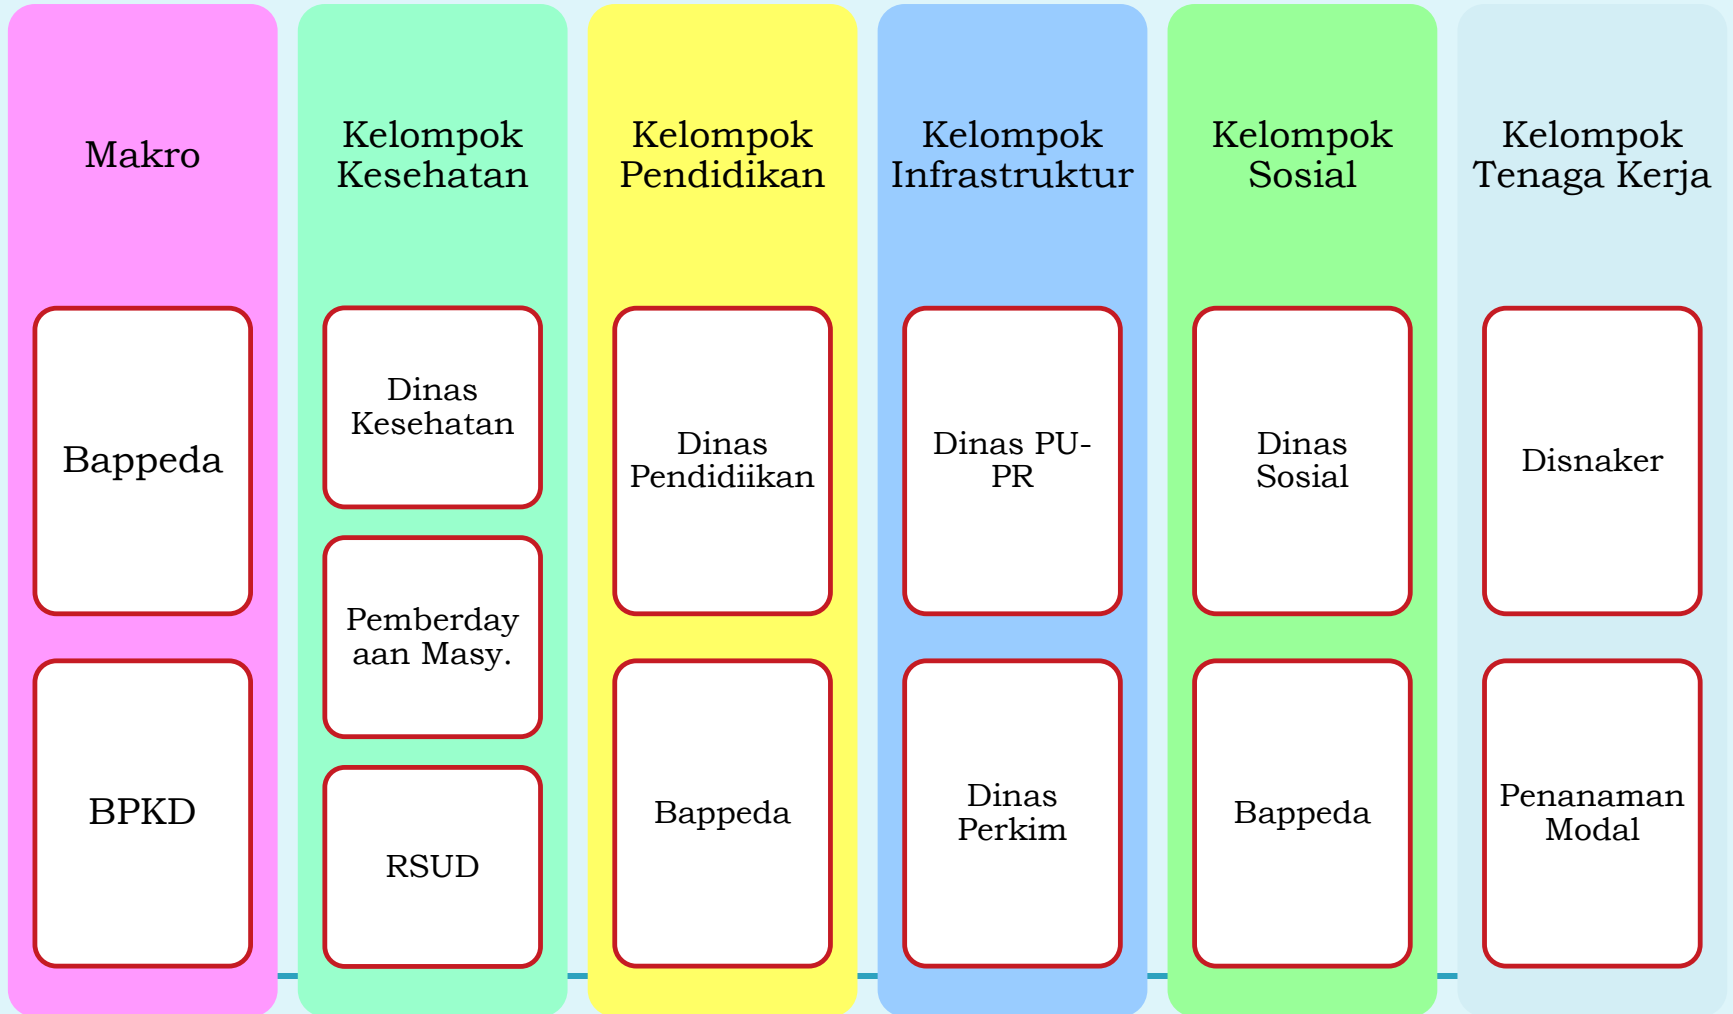 Makro
Bappeda
BPKD
Kelompok
Kesehatan
Dinas
Kesehatan
Pemberday
aan Masy.
RSUD
Kelompok
Pendidikan
Dinas
Pendidiikan
Bappeda
Kelompok
Infrastruktur
Dinas PU-
PR
Dinas
Perkim
Kelompok
Sosial
Dinas
Sosial
Bappeda
Kelompok
Tenaga Kerja
Disnaker
Penanaman
Modal